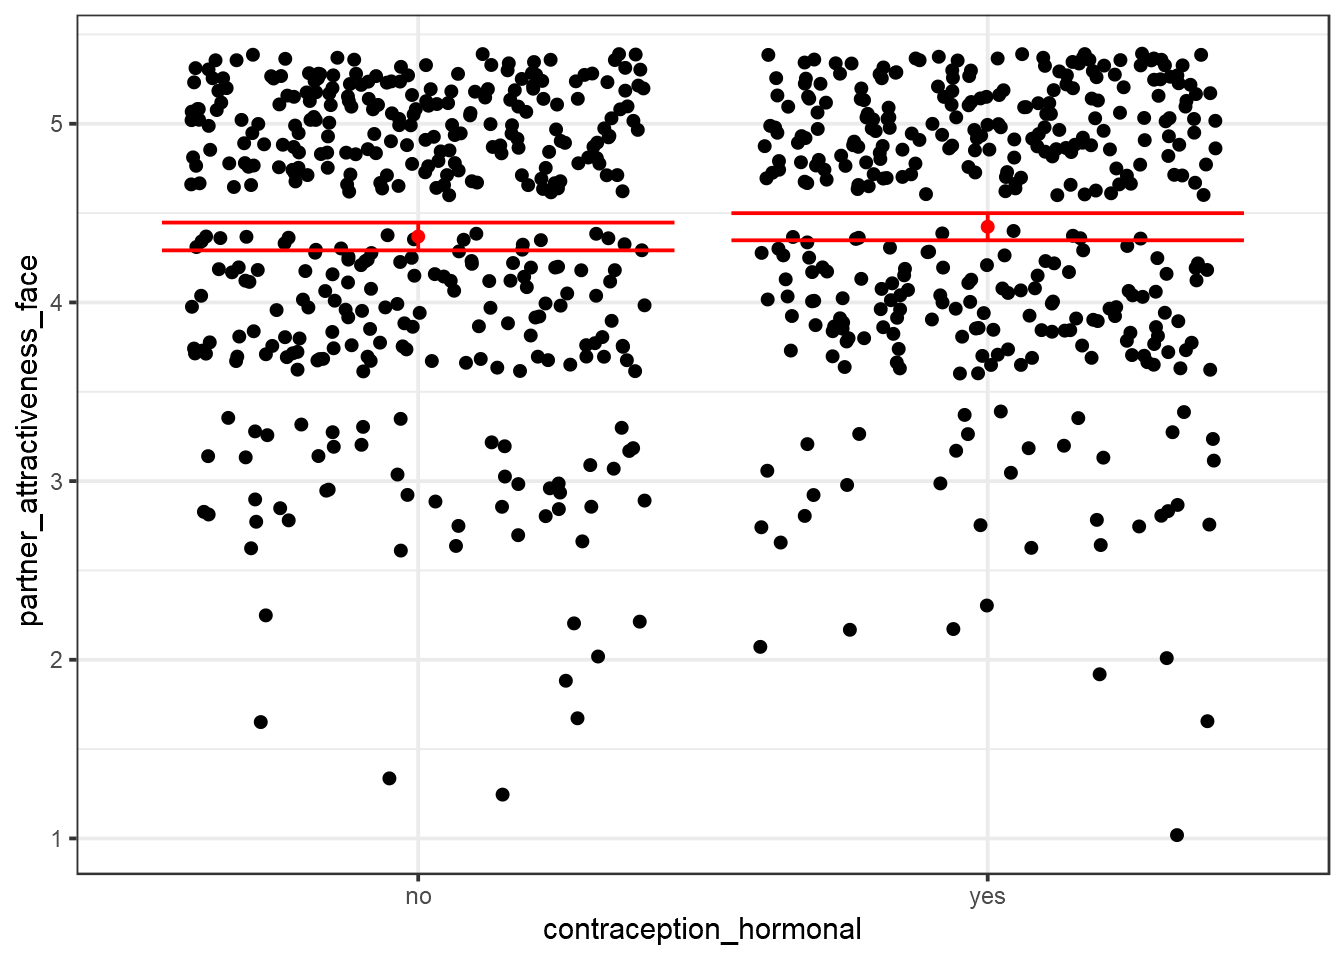 partner_attractiveness_face
5
4
3
2
1
no yes
contraception_hormonal